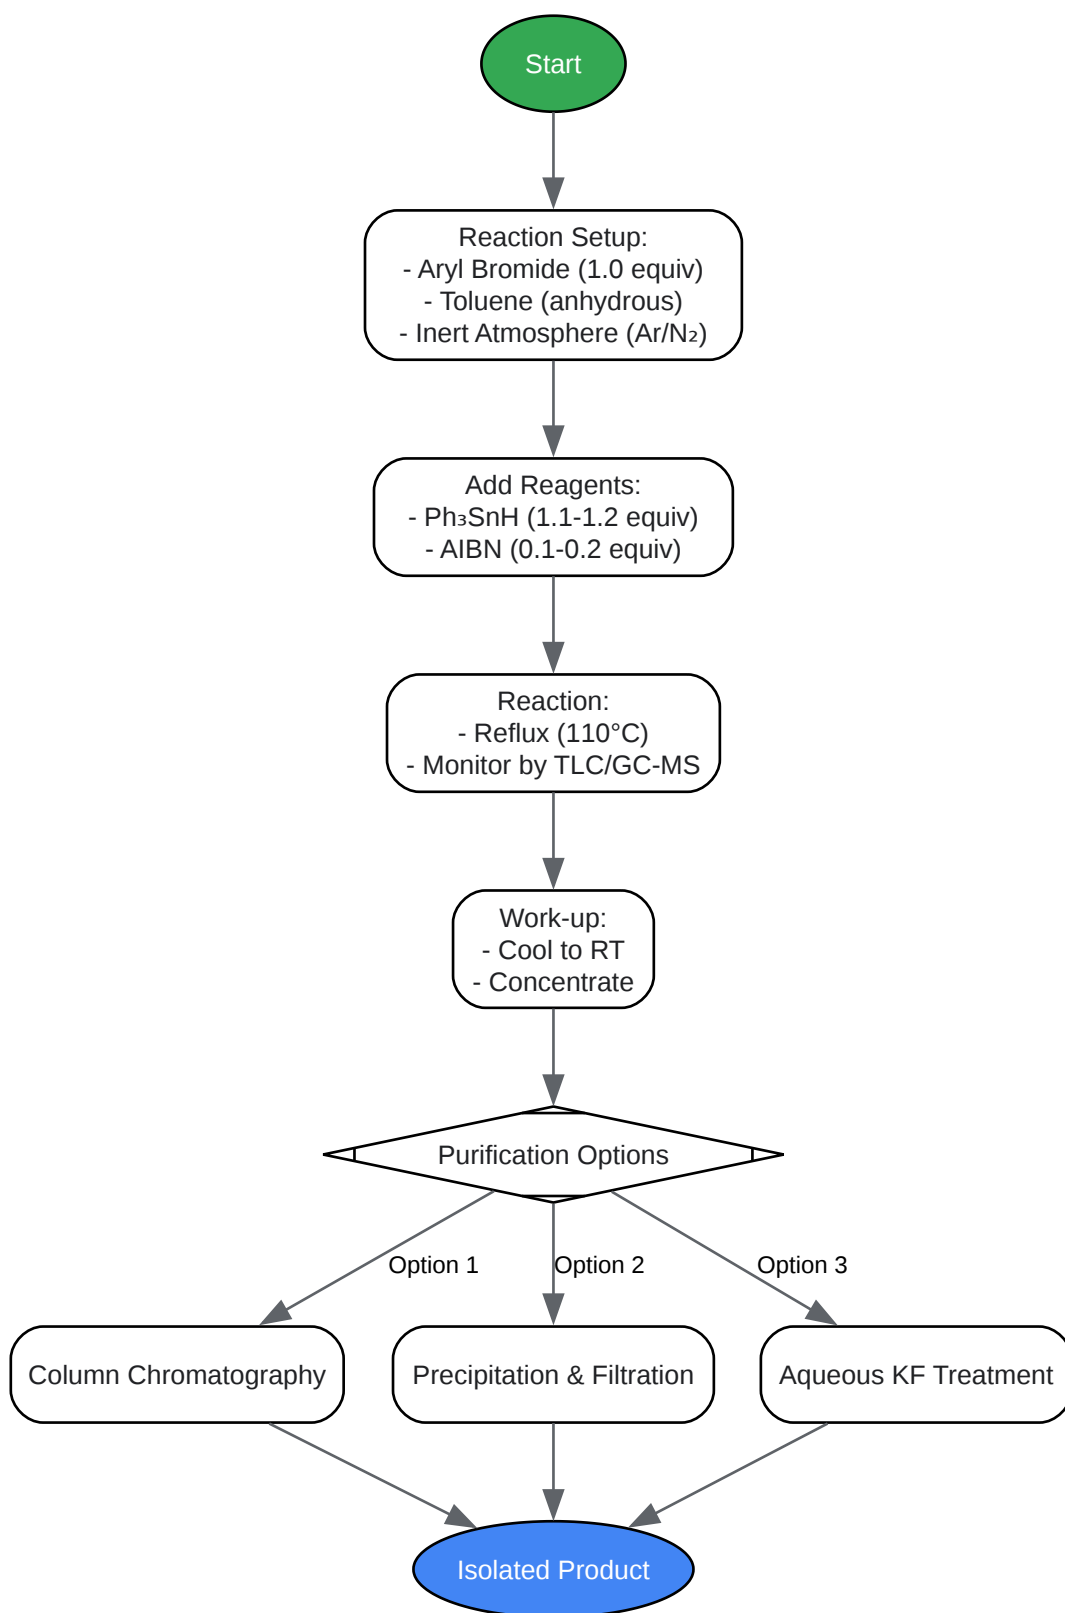 Start
Reaction Setup:
- Aryl Bromide (1.0 equiv)
- Toluene (anhydrous)
- Inert Atmosphere (Ar/N₂)
Add Reagents:
- Ph₃SnH (1.1-1.2 equiv)
- AIBN (0.1-0.2 equiv)
Reaction:
- Reflux (110°C)
- Monitor by TLC/GC-MS
Work-up:
- Cool to RT
- Concentrate
Purification Options
Option 1
Option 2
Option 3
Column Chromatography
Precipitation & Filtration
Aqueous KF Treatment
Isolated Product